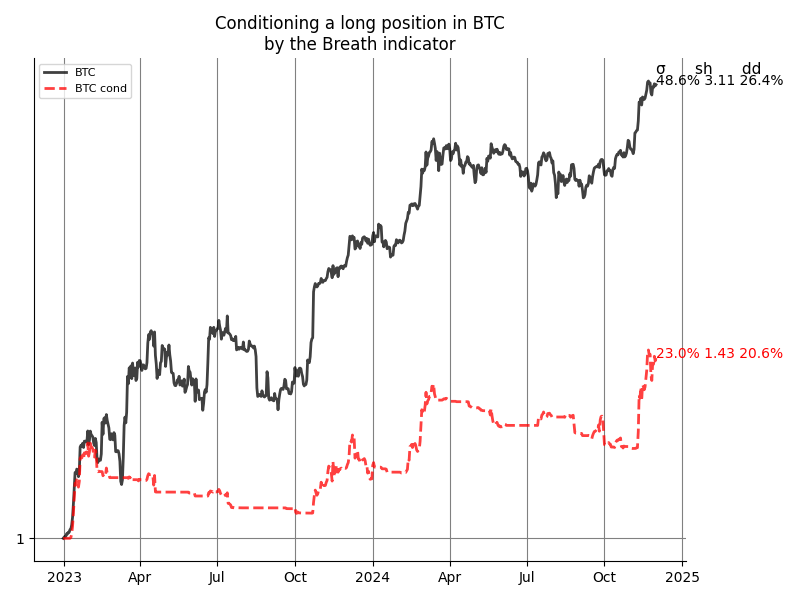 Conditioning a long position in BTC
by the Breath indicator
BTC
BTC cond
σ sh dd
48.6% 3.11 26.4%
23.0% 1.43 20.6%
1
2023 Apr Jul Oct 2024 Apr Jul Oct 2025